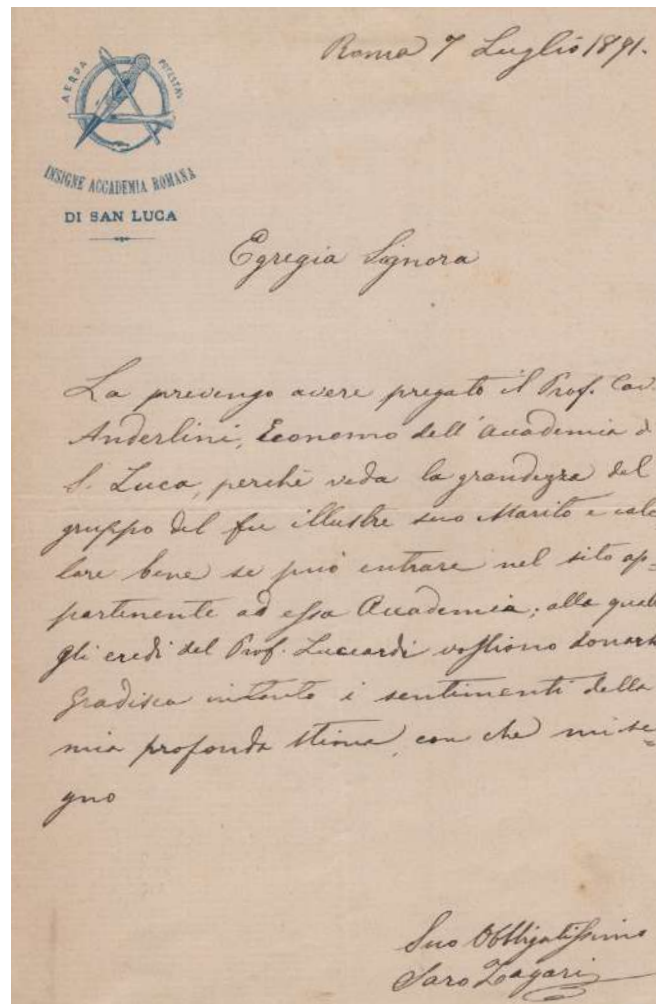 Roma 7 Luglio 1891.
AEQUA POTESTAS
INSIGNE ACCADEMIA ROMANA
DI SAN LUCA
Egregia Signora
La prevengo avere pregato il Prof. Cav.
Anderlini, Economo dell'Accademia d
S. Luca, perchè veda la grandezza del
gruppo del fu illustre suo Marito e calc
lare bene se può entrare nel sito ap=
partenente ad essa Accademia; alla quale
gli eredi del Prof. Luccardi vogliono donarlo
Gradisca intanto i sentimenti della
mia profonda stima, con che mi se=
gno
Suo Obbligatissimo
Saro Zagari